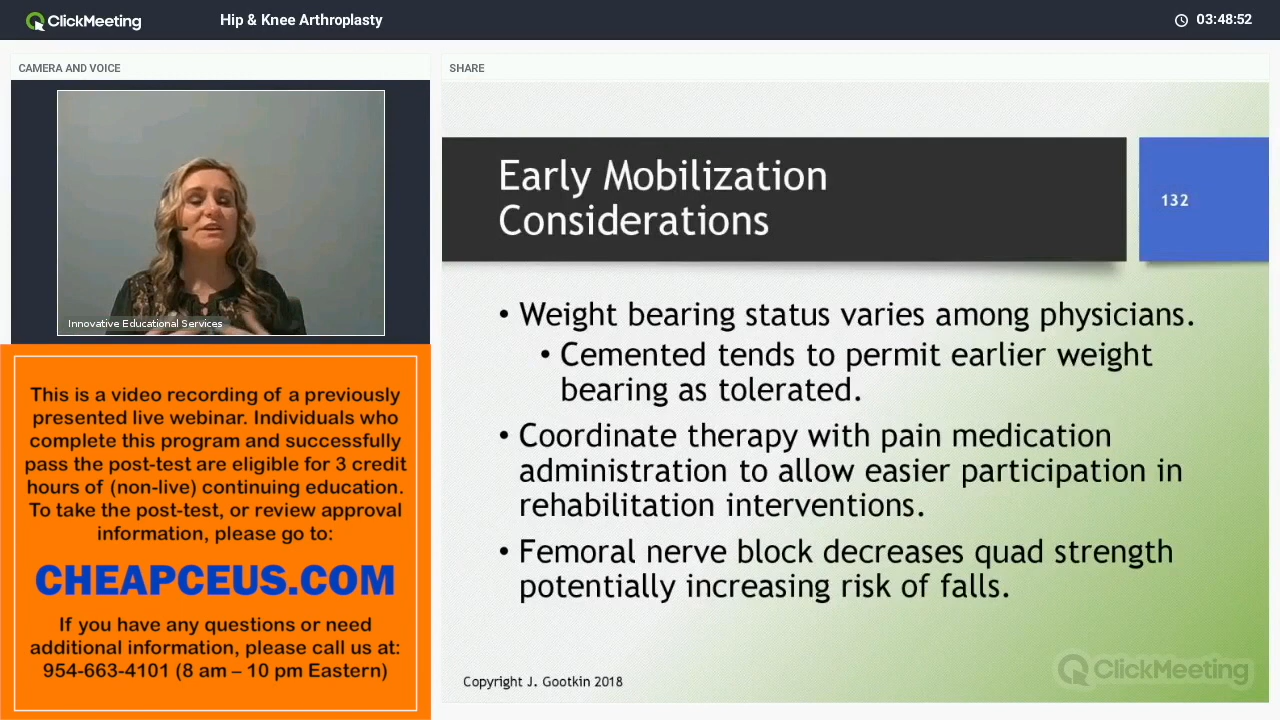 ClickMeeting
Hip & Knee Arthroplasty
03:48:52
CAMERA AND VOICE
Innovative Educational Services
This is a video recording of a previously
presented live webinar. Individuals who
complete this program and successfully
pass the post-test are eligible for 3 credit
hours of (non-live) continuing education.
To take the post-test, or review approval
information, please go to:
CHEAPCEUS.COM
If you have any questions or need
additional information, please call us at:
954-663-4101 (8 am – 10 pm Eastern)
SHARE
Early Mobilization
Considerations
132
• Weight bearing status varies among physicians.
• Cemented tends to permit earlier weight
bearing as tolerated.
• Coordinate therapy with pain medication
administration to allow easier participation in
rehabilitation interventions.
• Femoral nerve block decreases quad strength
potentially increasing risk of falls.
Copyright J. Gootkin 2018
ClickMeeting